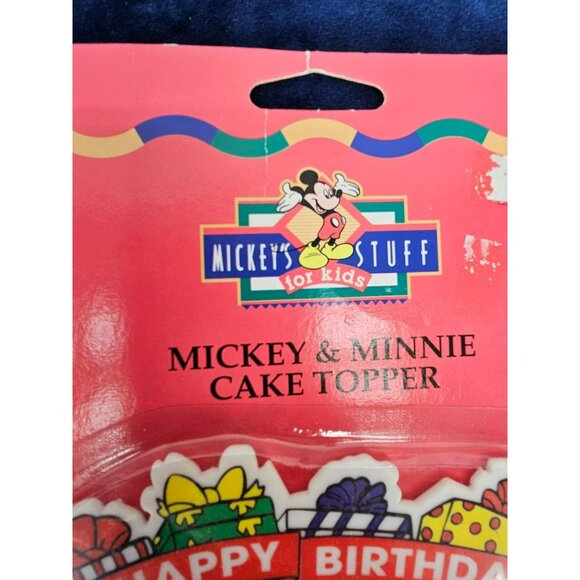 MICKEY'S STUFF
for kids
MICKEY & MINNIE
CAKE TOPPER
HAPPY BIRTHDA